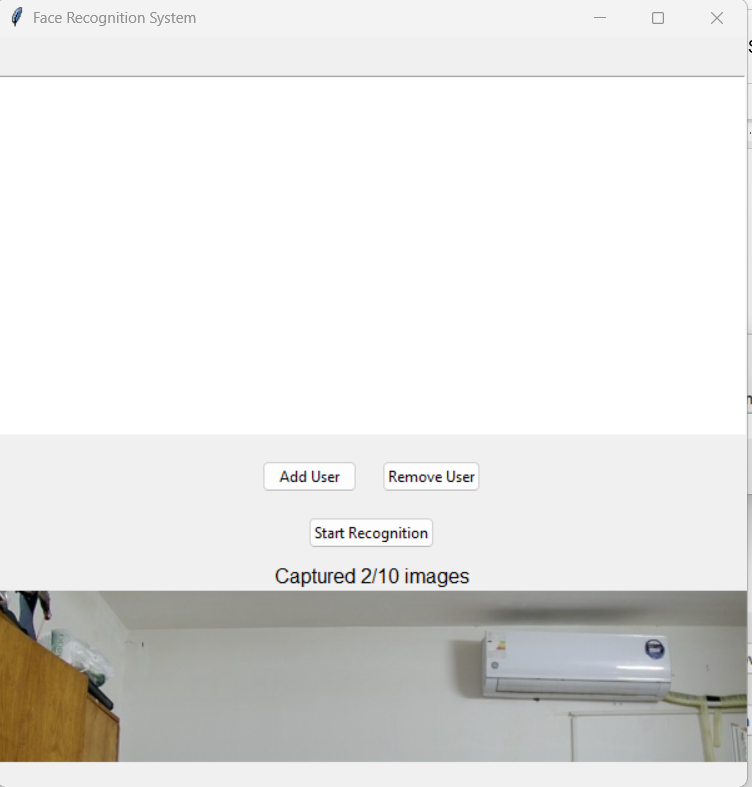 Face Recognition System
Add User
Remove User
Start Recognition
Captured 2/10 images